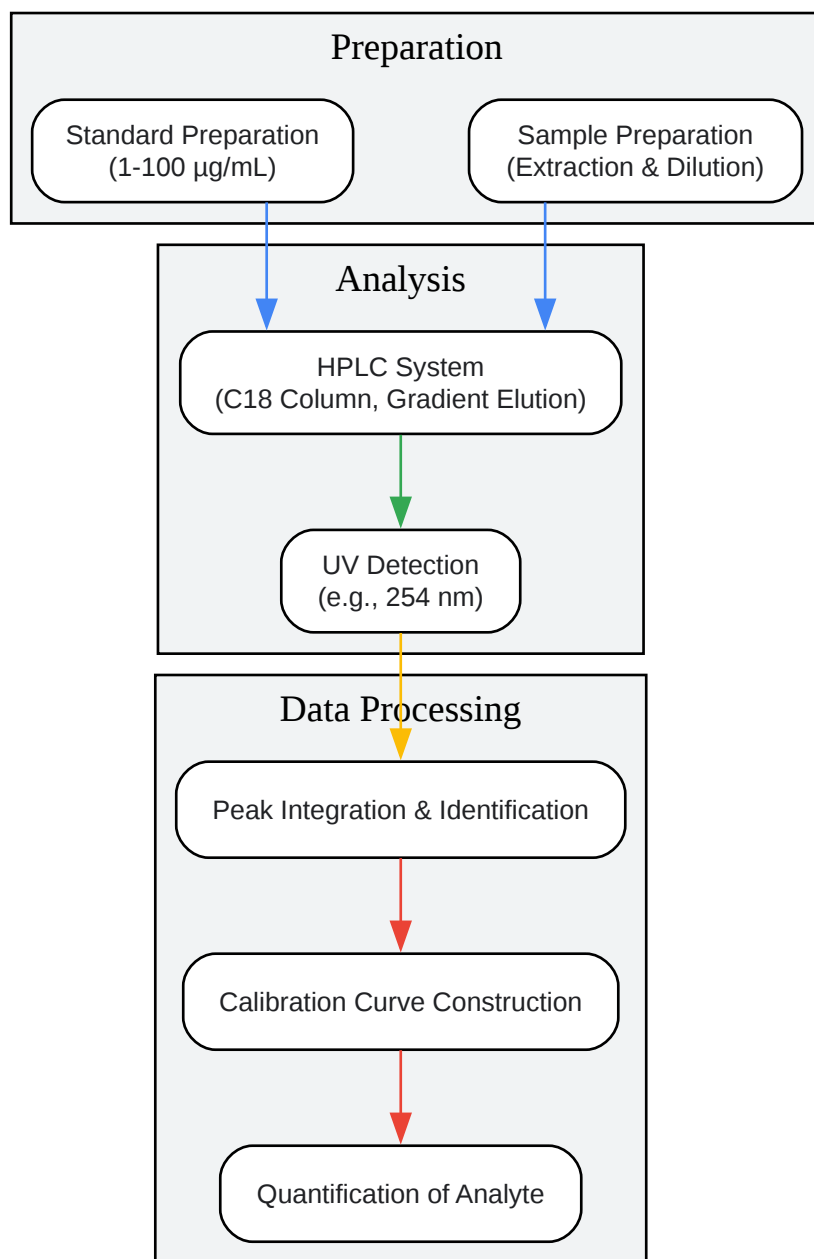 Preparation
Standard Preparation
(1-100 µg/mL)
Sample Preparation
(Extraction & Dilution)
Analysis
HPLC System
(C18 Column, Gradient Elution)
UV Detection
(e.g., 254 nm)
Data Processing
Peak Integration & Identification
Calibration Curve Construction
Quantification of Analyte